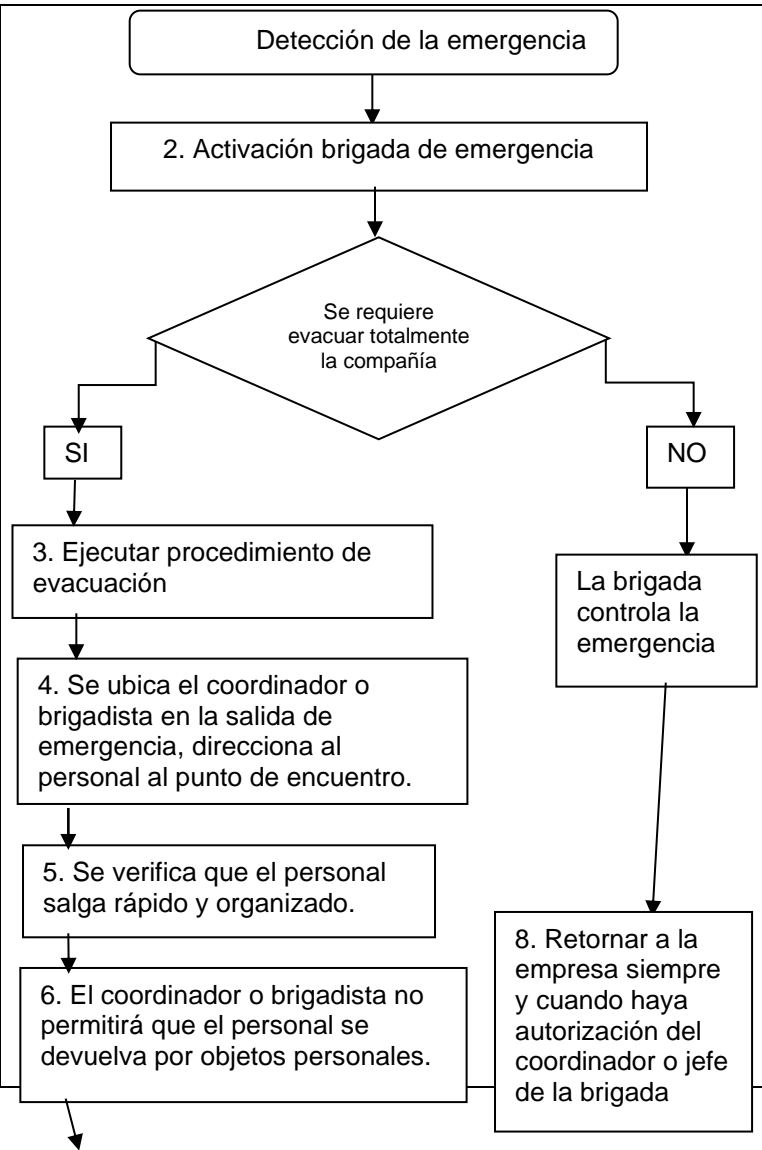 Detección de la emergencia
2. Activación brigada de emergencia
Se requiere
evacuar totalmente
la compañía
SI
NO
3. Ejecutar procedimiento de
evacuación
La brigada
controla la
emergencia
4. Se ubica el coordinador o
brigadista en la salida de
emergencia, direcciona al
personal al punto de encuentro.
5. Se verifica que el personal
salga rápido y organizado.
6. El coordinador o brigadista no
permitirá que el personal se
devuelva por objetos personales.
8. Retornar a la
empresa siempre
y cuando haya
autorización del
coordinador o jefe
de la brigada